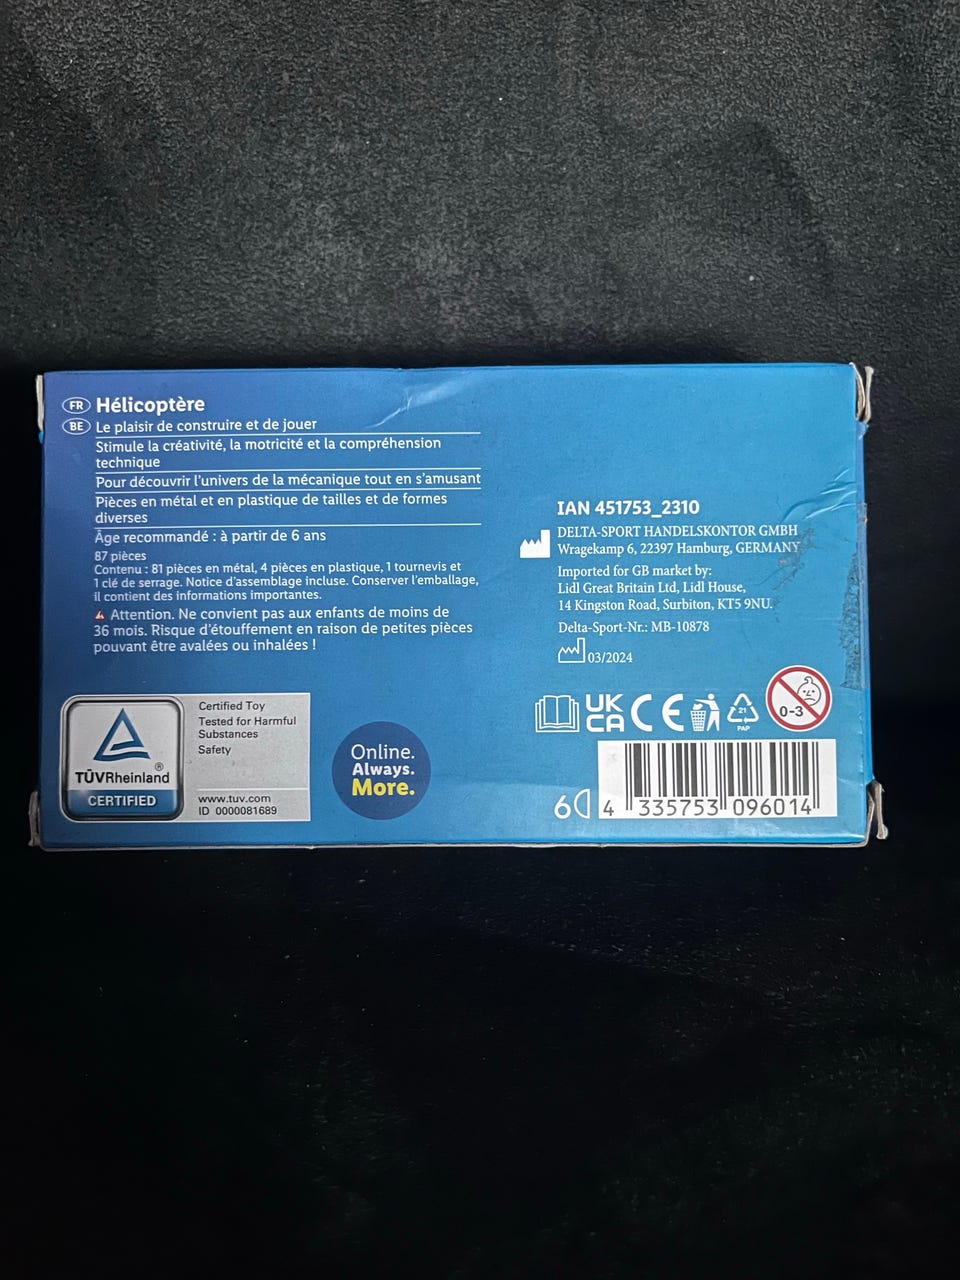 FR Hélicoptère
BE Le plaisir de construire et de jouer
Stimule la créativité, la motricité et la compréhension
technique
Pour découvrir l'univers de la mécanique tout en s'amusant
Pièces en métal et en plastique de tailles et de formes
diverses
Âge recommandé : à partir de 6 ans
87 pièces
Contenu : 81 pièces en métal, 4 pièces en plastique, 1 tournevis et
1 clé de serrage. Notice d'assemblage incluse. Conserver l'emballage,
il contient des informations importantes.
Attention. Ne convient pas aux enfants de moins de
36 mois. Risque d'étouffement en raison de petites pièces
pouvant être avalées ou inhalées !
IAN 451753_2310
DELTA-SPORT HANDELSKONTOR GMBH
Wragekamp 6, 22397 Hamburg, GERMANY
Imported for GB market by:
Lidl Great Britain Ltd, Lidl House,
14 Kingston Road, Surbiton, KT5 9NU.
Delta-Sport-Nr.: MB-10878
03/2024
UK
CA
CE
21
PAP
0-3
TÜVRheinland®
CERTIFIED
Certified Toy
Tested for Harmful
Substances
Safety
www.tuv.com
ID 0000081689
Online.
Always.
More.
6
4 335753 096014